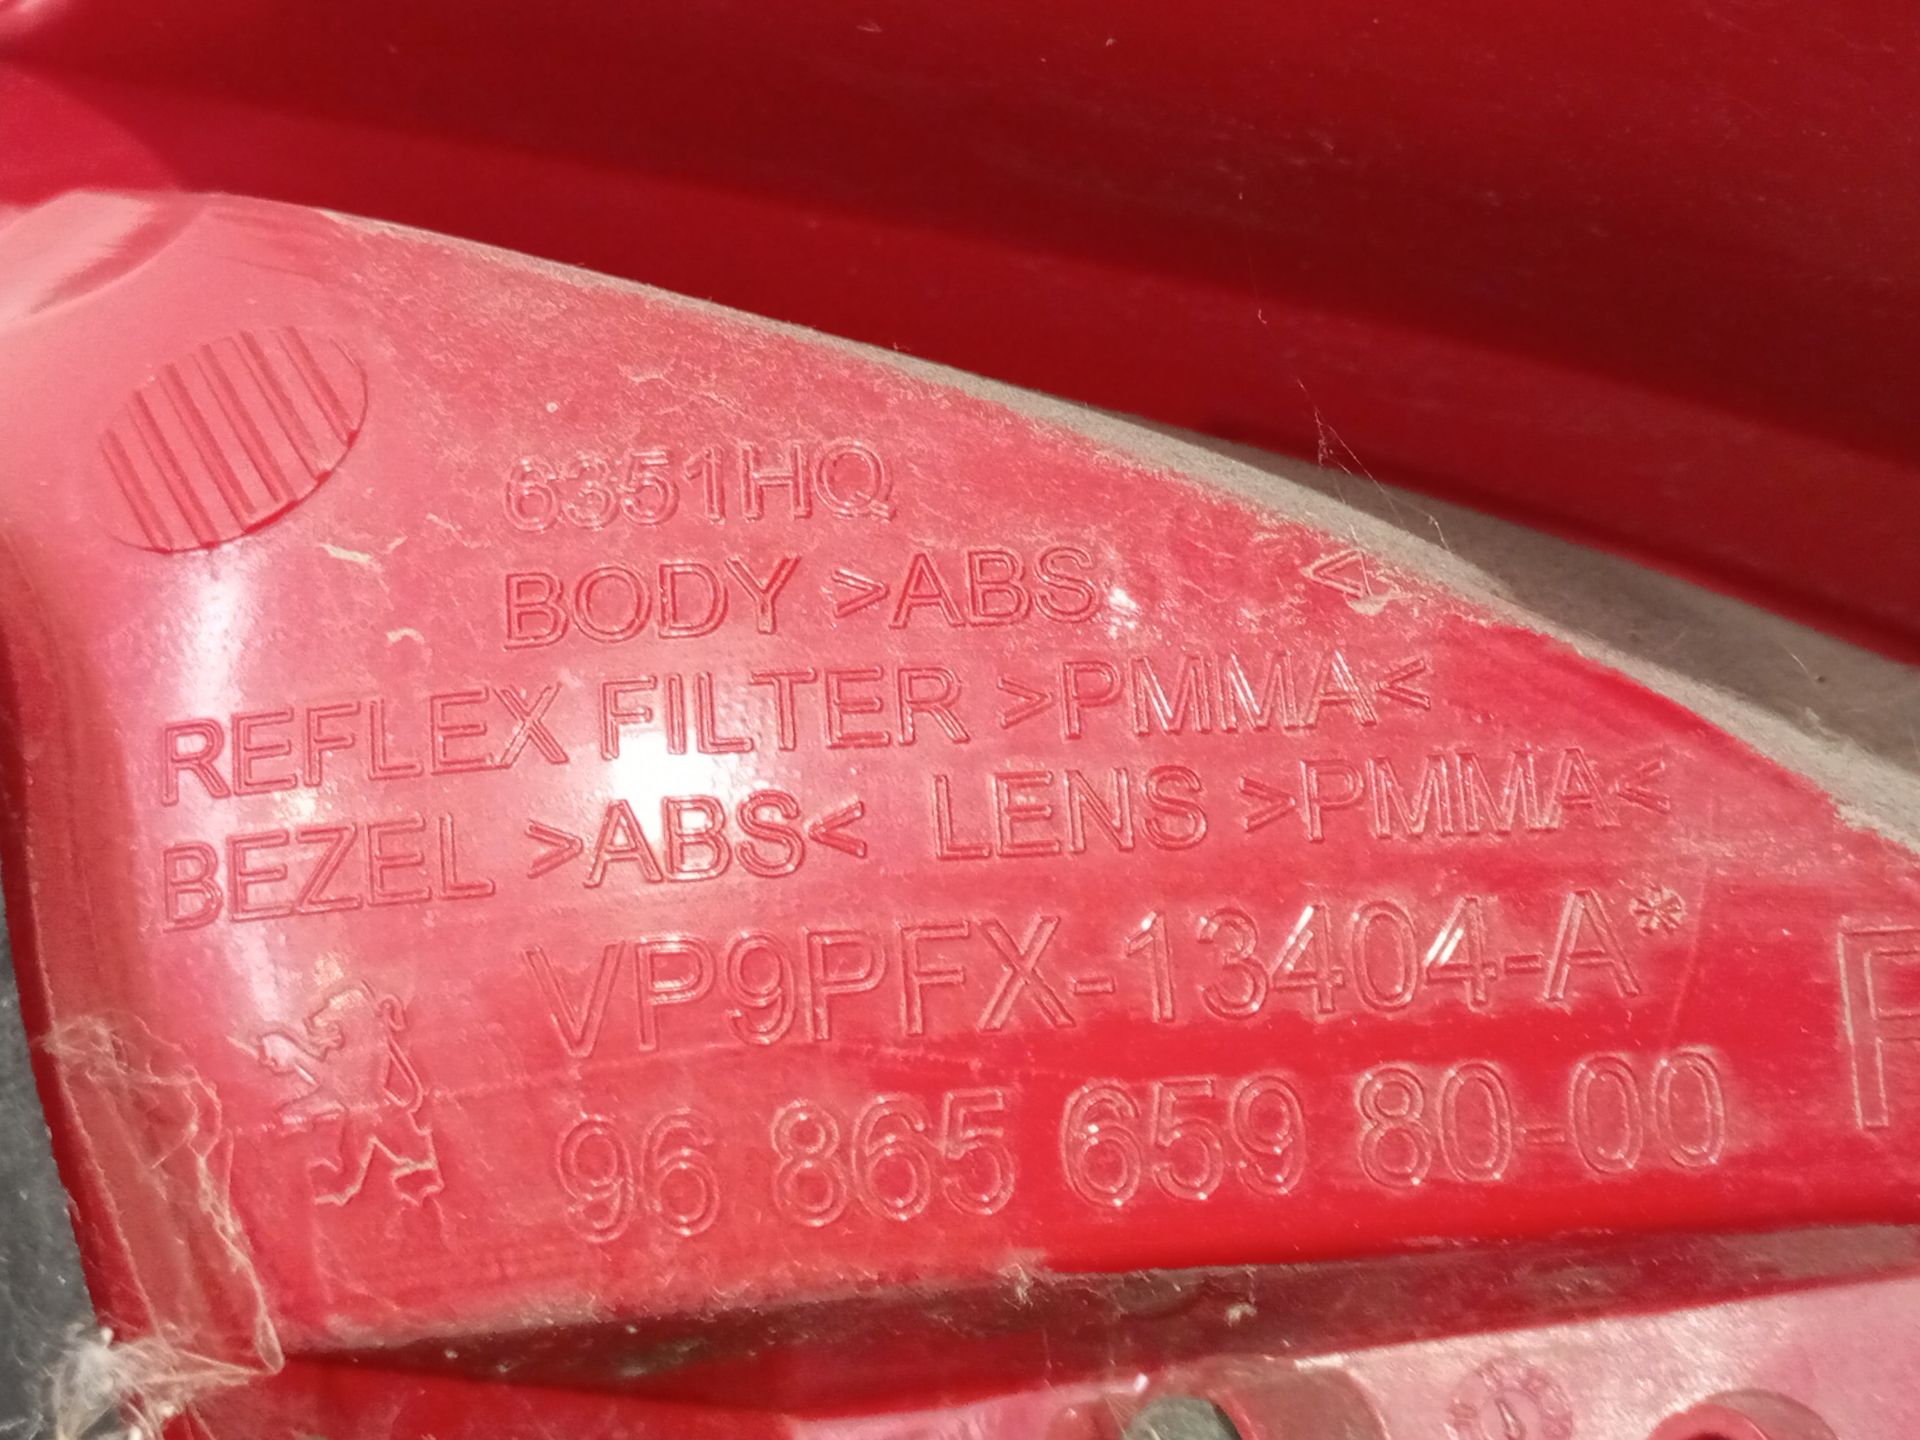 6351HQ
BODY >ABS <
REFLEX FILTER >PMMA<
BEZEL >ABS< LENS >PMMA<
VP9PFX-13404-A*
96 865 659 80-00